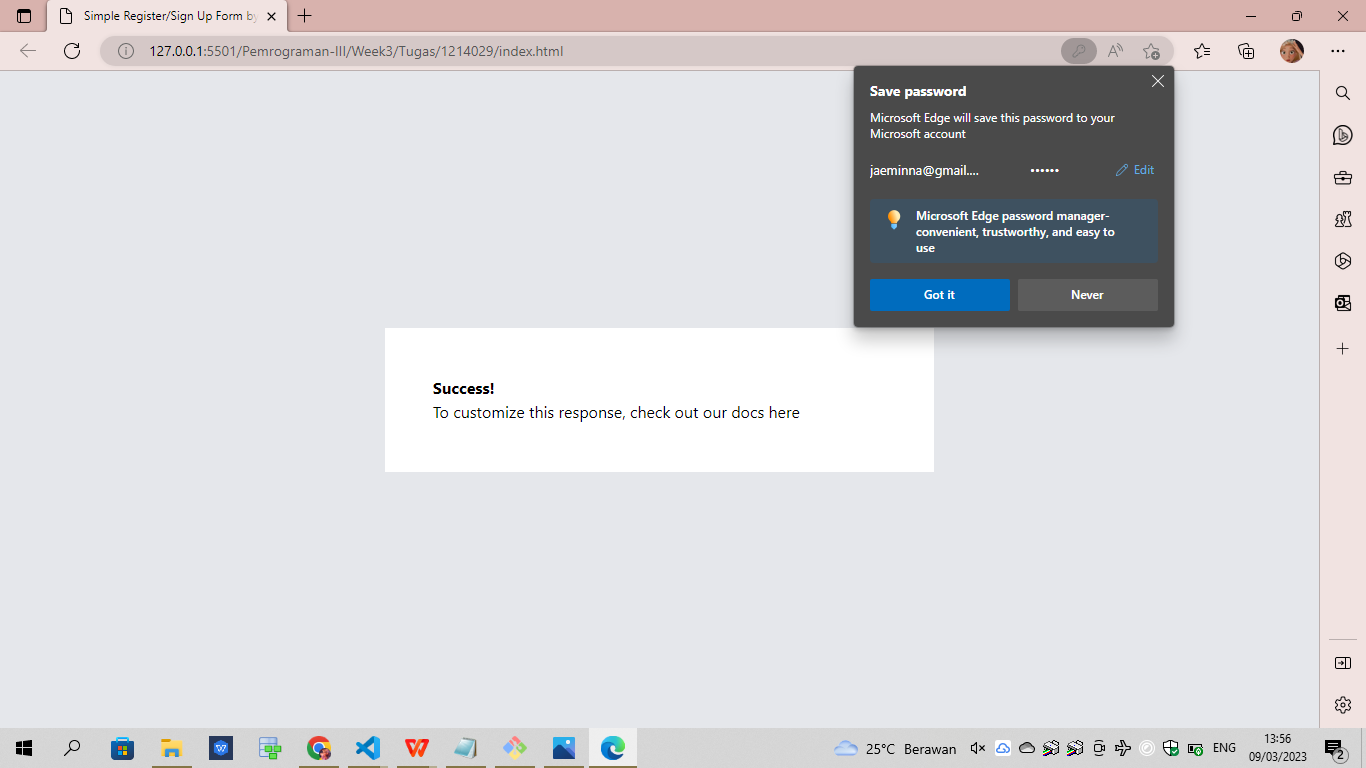 Simple Register/Sign Up Form by
127.0.0.1:5501/Pemrograman-III/Week3/Tugas/1214029/index.html
Save password
Microsoft Edge will save this password to your
Microsoft account
jaeminna@gmail.... •••••• Edit
Microsoft Edge password manager-
convenient, trustworthy, and easy to
use
Got it Never
Success!
To customize this response, check out our docs here
25°C Berawan ENG 13:56
09/03/2023
2